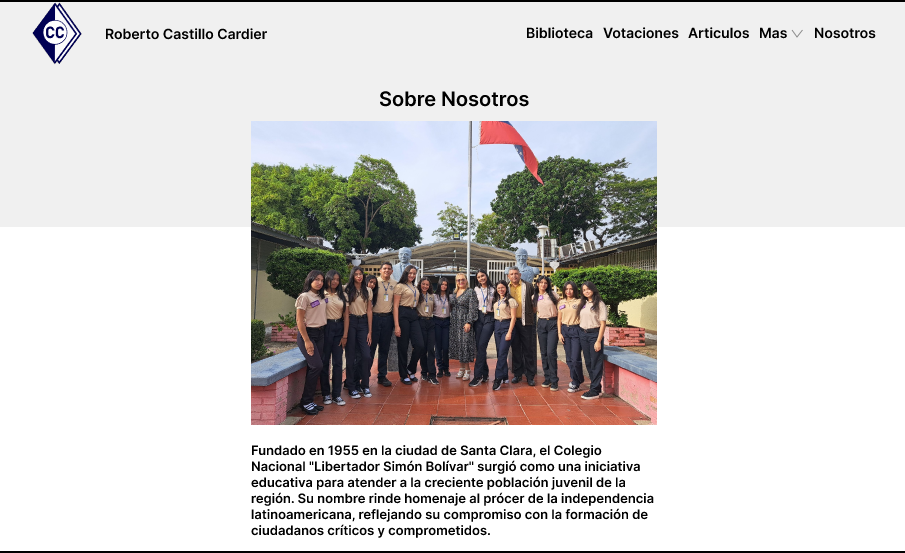 CC
Roberto Castillo Cardier
Biblioteca Votaciones Articulos Mas Nosotros
Sobre Nosotros
Fundado en 1955 en la ciudad de Santa Clara, el Colegio
Nacional "Libertador Simón Bolívar" surgió como una iniciativa
educativa para atender a la creciente población juvenil de la
región. Su nombre rinde homenaje al prócer de la independencia
latinoamericana, reflejando su compromiso con la formación de
ciudadanos críticos y comprometidos.